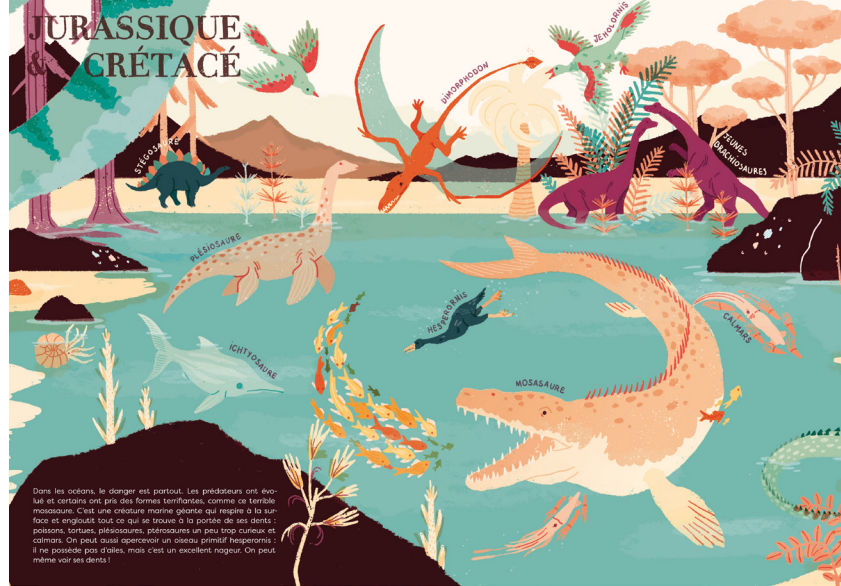 JURASSIQUE
& CRÉTACÉ
JEHOLORNIS
DIMORPHODON
STÉGOSAURE
JEUNES
BRACHIOSAURES
PLÉSIOSAURE
HESPERORNIS
CALMARS
ICHTYOSAURE
MOSASAURE
Dans les océans, le danger est partout. Les prédateurs ont évo-
lué et certains ont pris des formes terrifiantes, comme ce terrible
mosasaure. C'est une créature marine géante qui respire à la sur-
face et engloutit tout ce qui se trouve à la portée de ses dents :
poissons, tortues, plésiosaures, ptérosaures un peu trop curieux et
calmars. On peut aussi apercevoir un oiseau primitif hesperornis :
il ne possède pas d'ailes, mais c'est un excellent nageur. On peut
même voir ses dents !